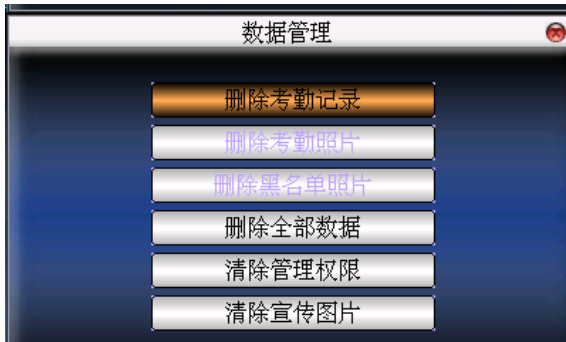 数据管理
删除考勤记录
删除考勤照片
删除黑名单照片
删除全部数据
清除管理权限
清除宣传图片